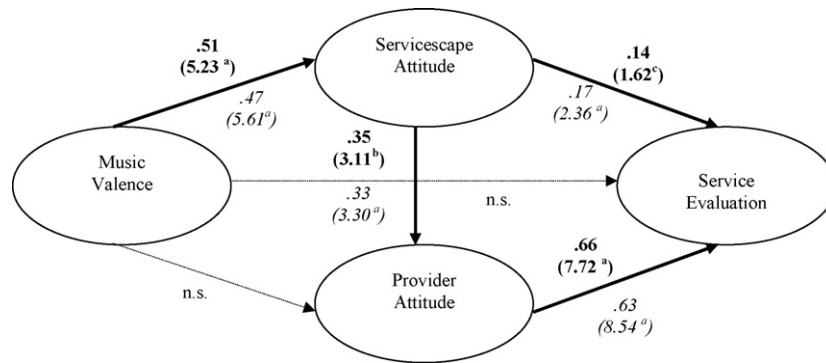 .51
(5.23 a)
.47
(5.61a)
Servicescape
Attitude
.14
(1.62c)
.17
(2.36 a)
.35
(3.11b)
.33
(3.30 a)
Music
Valence
n.s.
Service
Evaluation
n.s.
Provider
Attitude
.66
(7.72 a)
.63
(8.54 a)